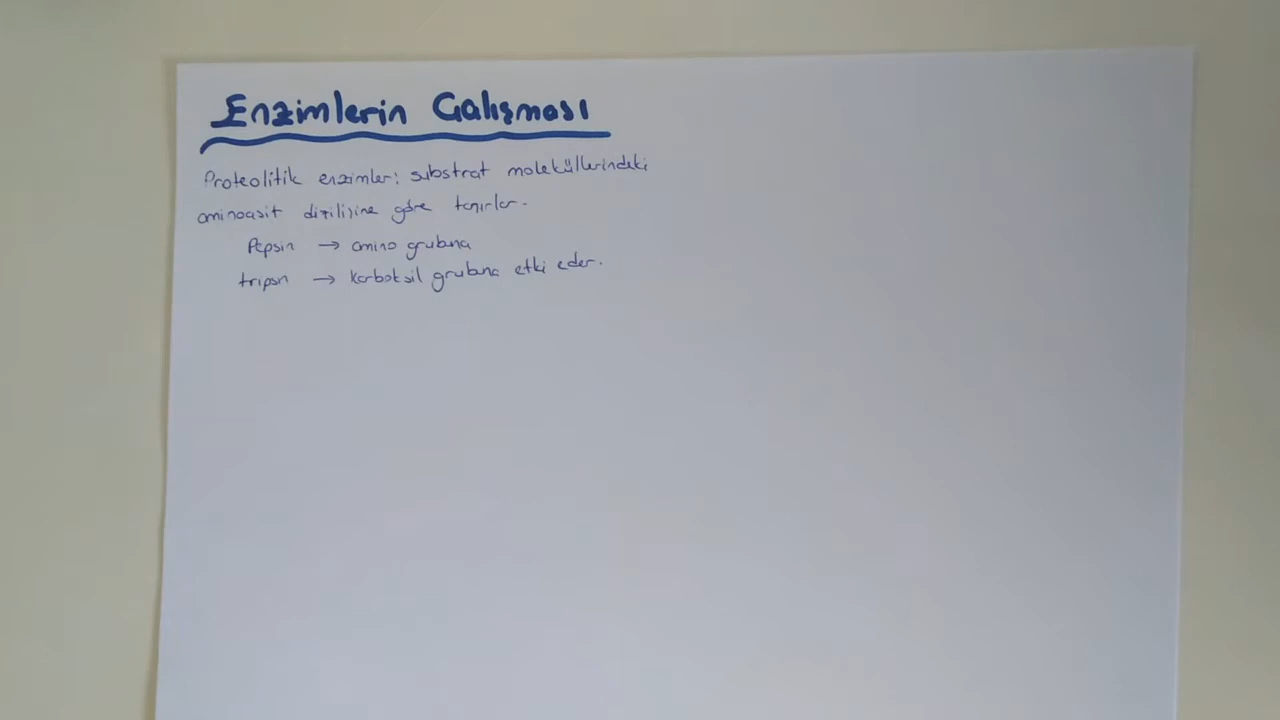 Enzimlerin Çalışması
Proteolitik enzimler; substrat moleküllerindeki
aminoasit dizilişine göre tanırlar.
Pepsin → amino grubuna
tripsin → karboksil grubuna etki eder.